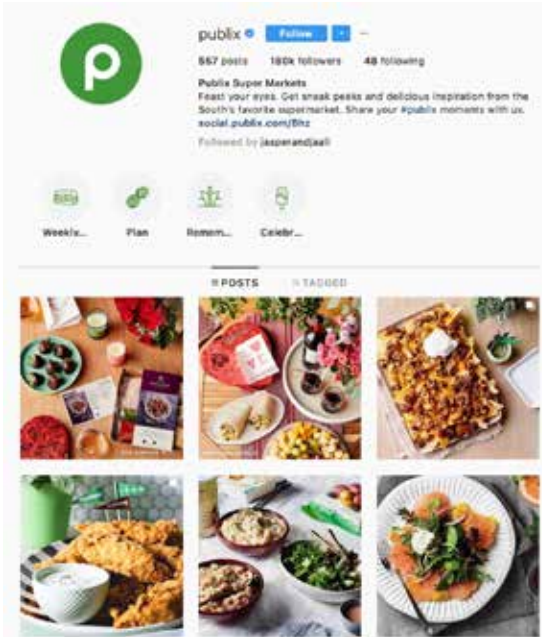 publix Follow
557 posts 180k followers 48 following
Publix Super Markets
Feast your eyes. Get sneak peeks and delicious inspiration from the
South's favorite supermarket. Share your #publix moments with us.
social.publix.com/8hz
Followed by jasperandjaali
Weekly... Plan Remem... Celebr...
POSTS TAGGED